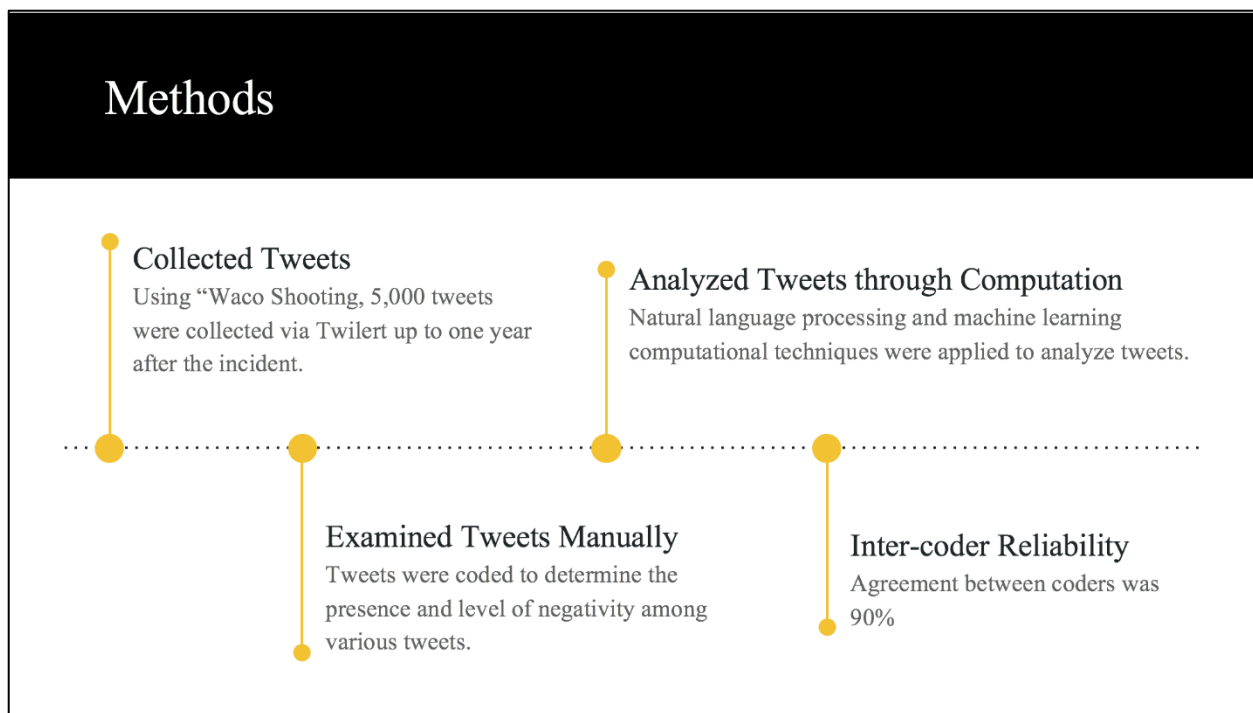 Methods
Collected Tweets
Using “Waco Shooting, 5,000 tweets
were collected via Twilert up to one year
after the incident.
Examined Tweets Manually
Tweets were coded to determine the
presence and level of negativity among
various tweets.
Analyzed Tweets through Computation
Natural language processing and machine learning
computational techniques were applied to analyze tweets.
Inter-coder Reliability
Agreement between coders was
90%